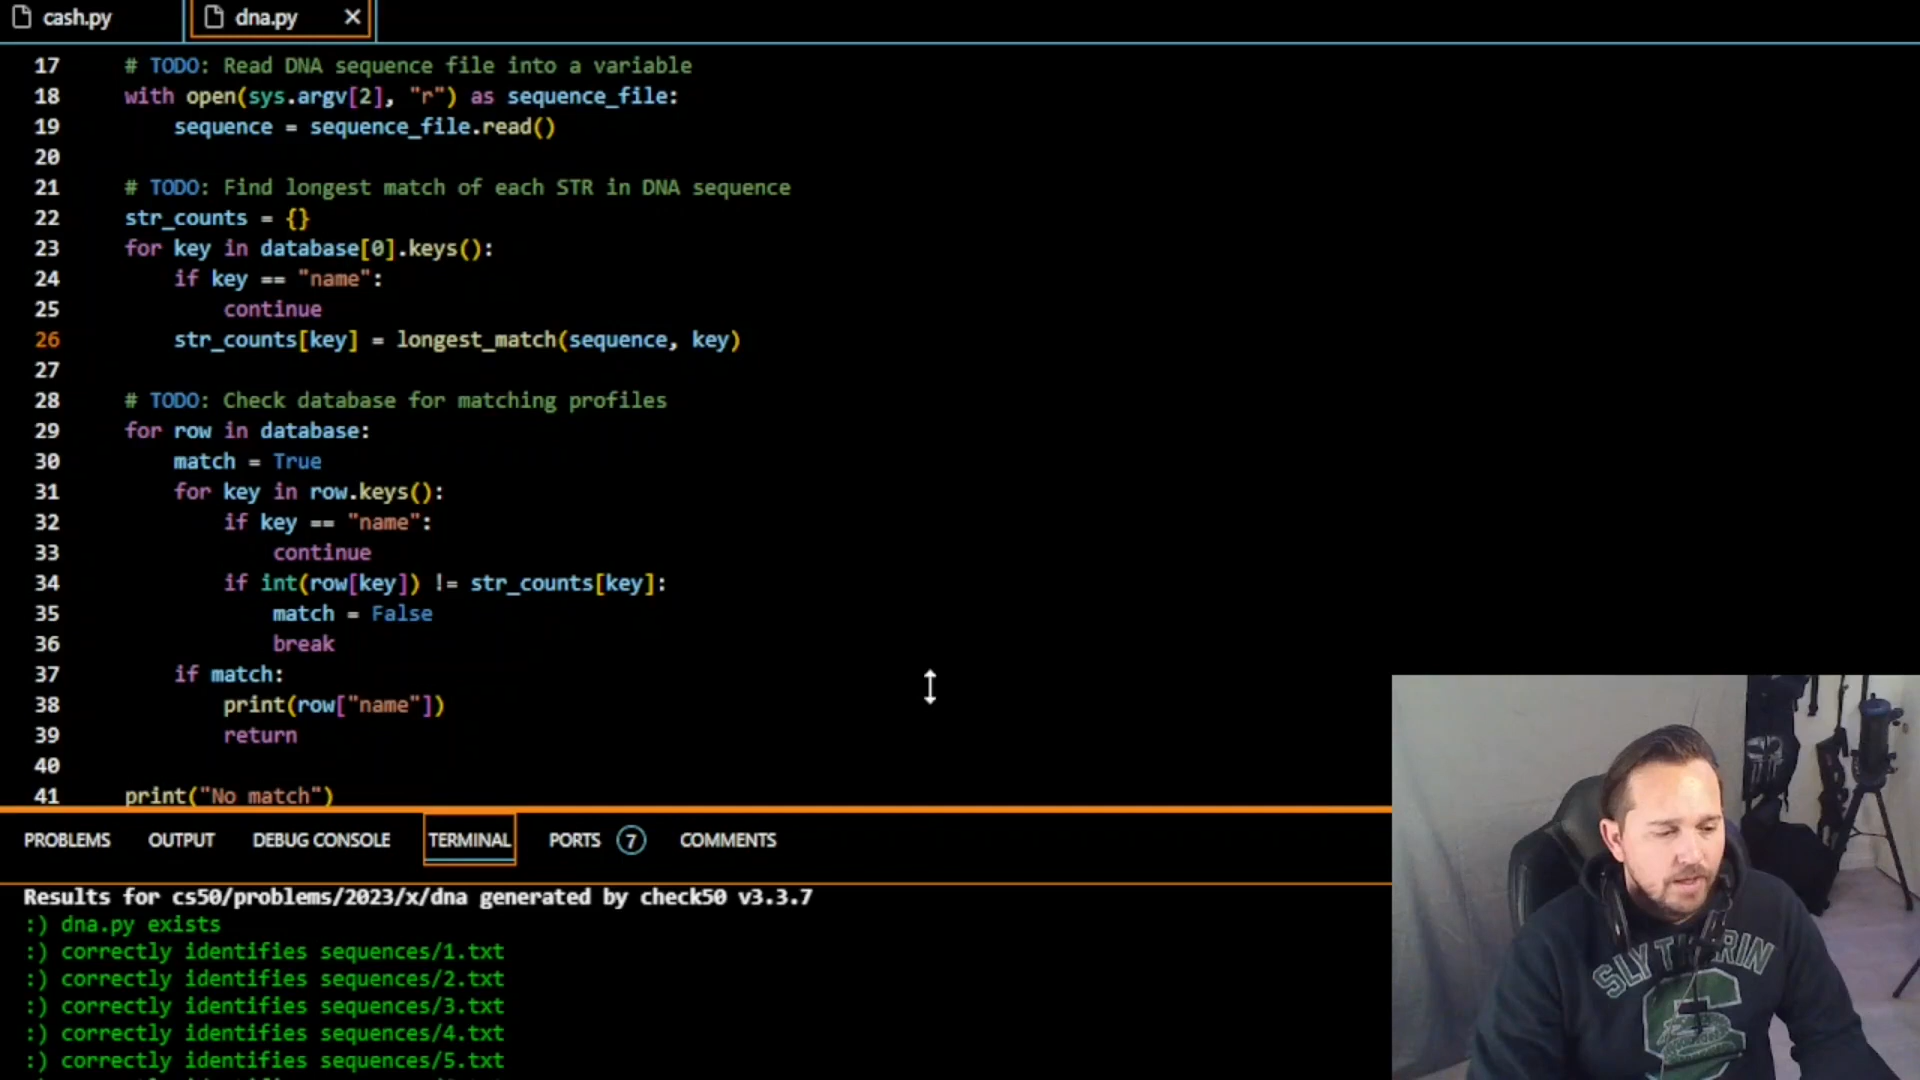 cash.py
dna.py
17 # TODO: Read DNA sequence file into a variable
18 with open(sys.argv[2], "r") as sequence_file:
19 sequence = sequence_file.read()
20
21 # TODO: Find longest match of each STR in DNA sequence
22 str_counts = {}
23 for key in database[0].keys():
24 if key == "name":
25 continue
26 str_counts[key] = longest_match(sequence, key)
27
28 # TODO: Check database for matching profiles
29 for row in database:
30 match = True
31 for key in row.keys():
32 if key == "name":
33 continue
34 if int(row[key]) != str_counts[key]:
35 match = False
36 break
37 if match:
38 print(row["name"])
39 return
40
41 print("No match")
PROBLEMS OUTPUT DEBUG CONSOLE TERMINAL PORTS 7 COMMENTS
Results for cs50/problems/2023/x/dna generated by check50 v3.3.7
:) dna.py exists
:) correctly identifies sequences/1.txt
:) correctly identifies sequences/2.txt
:) correctly identifies sequences/3.txt
:) correctly identifies sequences/4.txt
:) correctly identifies sequences/5.txt
SLYTHERIN